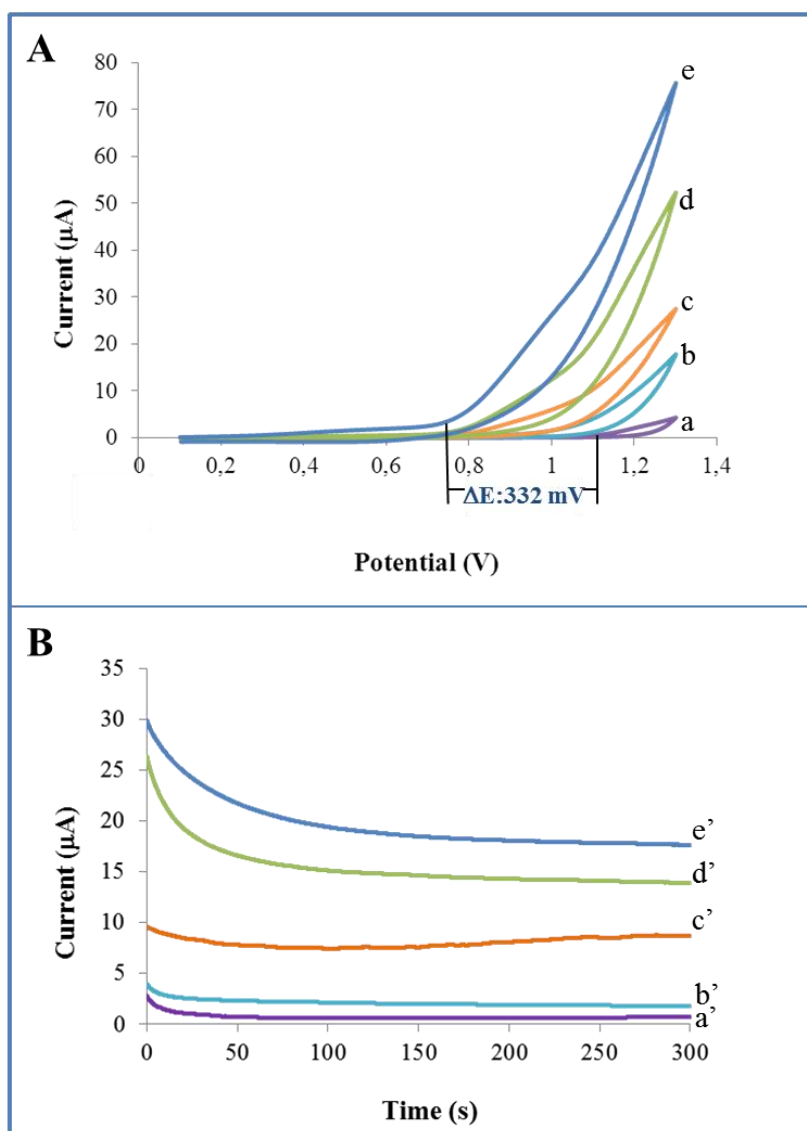 A
80
70
60
50
40
30
20
10
0
Current (µA)
0
0,2
0,4
0,6
0,8
1
1,2
1,4
e
d
c
b
a
ΔE:332 mV
Potential (V)
B
35
30
25
20
15
10
5
0
Current (µA)
e’
d’
c’
b’
a’
0
50
100
150
200
250
300
Time (s)